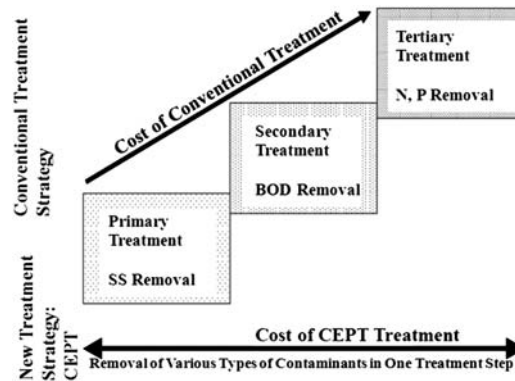 Conventional Treatment
Strategy
New Treatment
Strategy:
CEPT
Cost of Conventional Treatment
Tertiary
Treatment
N, P Removal
Secondary
Treatment
BOD Removal
Primary
Treatment
SS Removal
Cost of CEPT Treatment
Removal of Various Types of Contaminants in One Treatment Step